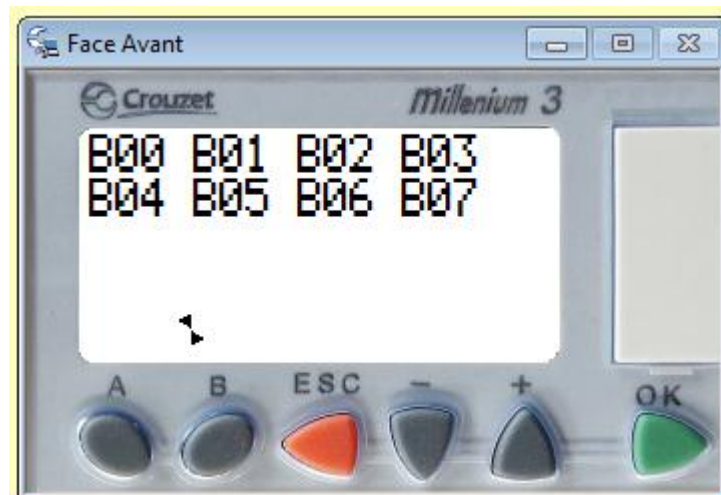 Face Avant
Crouzet Millenium 3
B00 B01 B02 B03
B04 B05 B06 B07
A B ESC - + OK